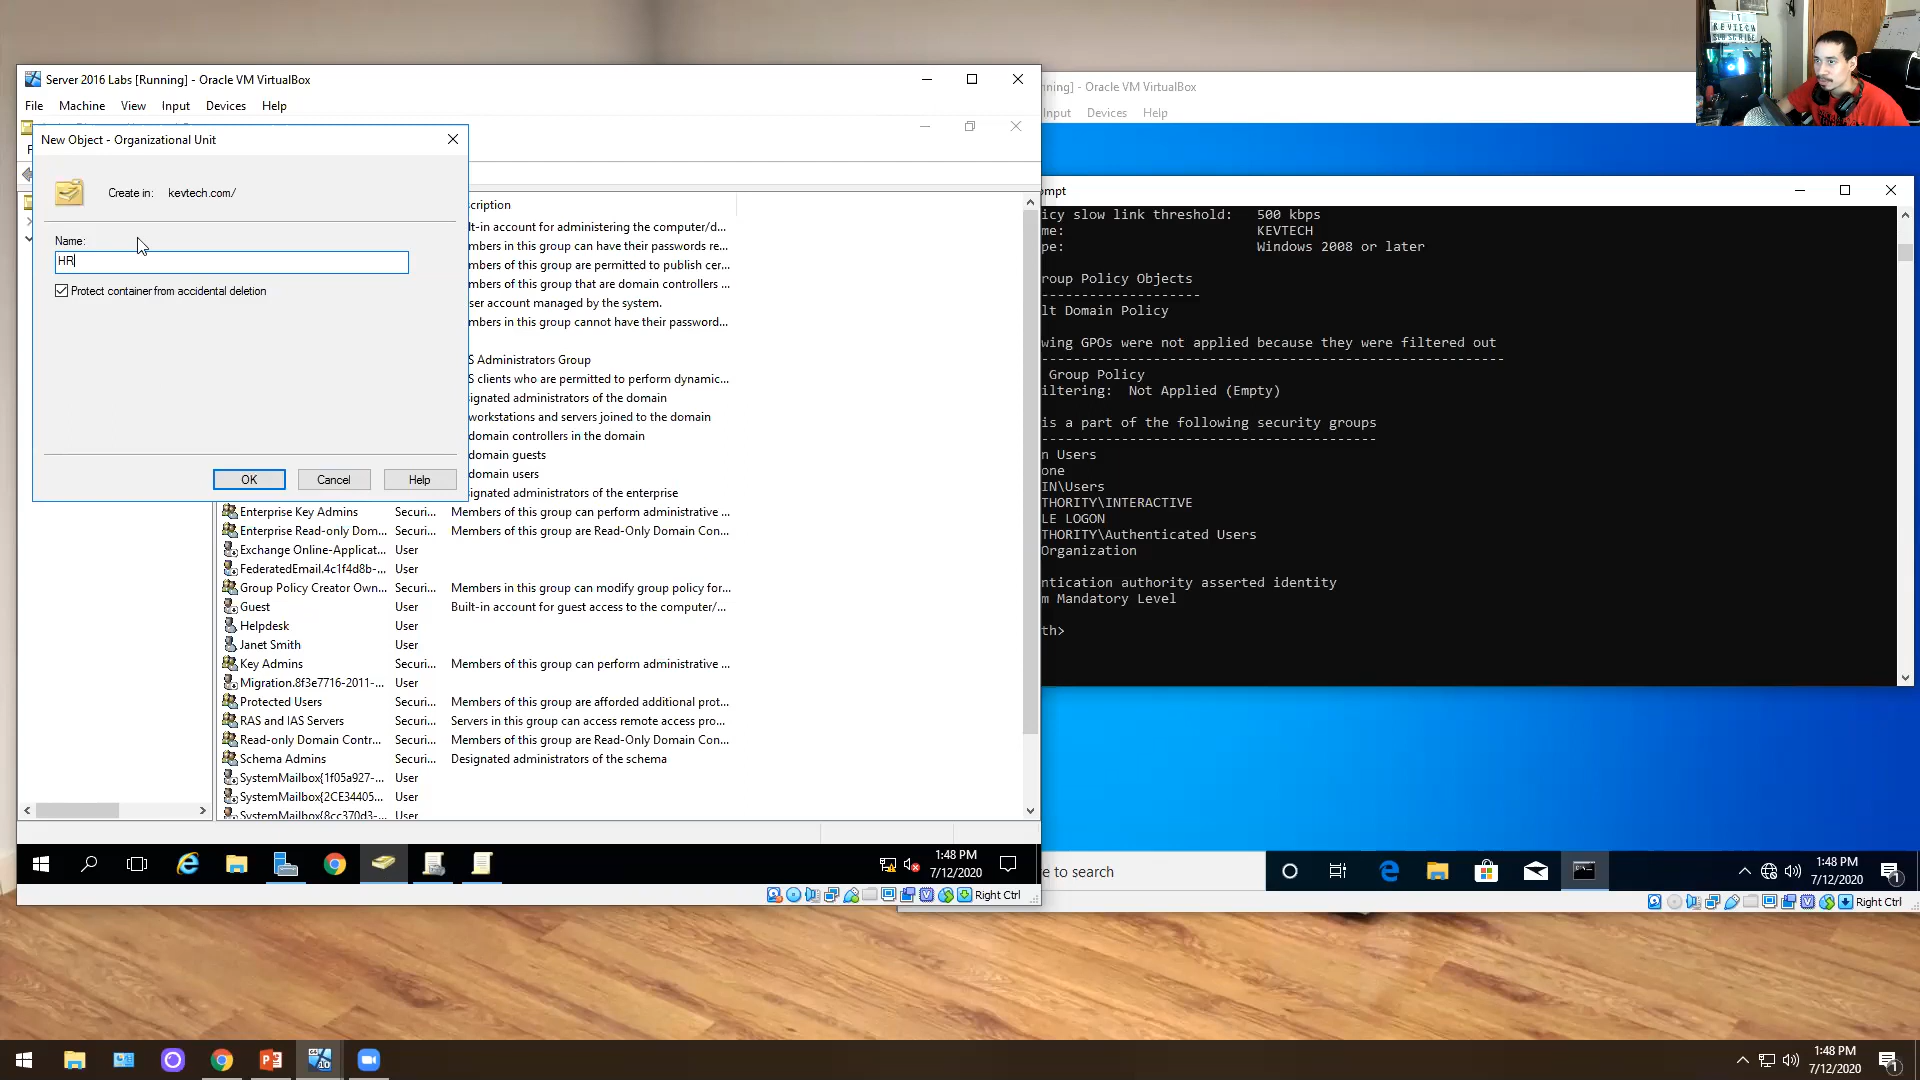 IT
KEVTECH
SUBSCRIBE
Server 2016 Labs [Running] - Oracle VM VirtualBox
File Machine View Input Devices Help
New Object - Organizational Unit
Create in: kevtech.com/
Name:
HR
Protect container from accidental deletion
OK Cancel Help
cription
lt-in account for administering the computer/d...
mbers in this group can have their passwords re...
mbers of this group are permitted to publish cer...
mbers of this group that are domain controllers ...
ser account managed by the system.
mbers in this group cannot have their password...
S Administrators Group
S clients who are permitted to perform dynamic...
ignated administrators of the domain
workstations and servers joined to the domain
domain controllers in the domain
domain guests
domain users
ignated administrators of the enterprise
Enterprise Key Admins Securi... Members of this group can perform administrative ...
Enterprise Read-only Dom... Securi... Members of this group are Read-Only Domain Con...
Exchange Online-Applicat... User
FederatedEmail.4c1f4d8b-... User
Group Policy Creator Own... Securi... Members in this group can modify group policy for...
Guest User Built-in account for guest access to the computer/...
Helpdesk User
Janet Smith User
Key Admins Securi... Members of this group can perform administrative ...
Migration.8f3e7716-2011-... User
Protected Users Securi... Members of this group are afforded additional prot...
RAS and IAS Servers Securi... Servers in this group can access remote access pro...
Read-only Domain Contr... Securi... Members of this group are Read-Only Domain Con...
Schema Admins Securi... Designated administrators of the schema
SystemMailbox{1f05a927-... User
SystemMailbox{2CE34405... User
SystemMailbox{8cc370d3-... User
1:48 PM
7/12/2020
Right Ctrl
ning] - Oracle VM VirtualBox
Input Devices Help
ompt
icy slow link threshold: 500 kbps
me: KEVTECH
pe: Windows 2008 or later
roup Policy Objects
--------------------
lt Domain Policy
wing GPOs were not applied because they were filtered out
----------------------------------------------------------
Group Policy
iltering: Not Applied (Empty)
is a part of the following security groups
------------------------------------------
n Users
one
IN\Users
THORITY\INTERACTIVE
LE LOGON
THORITY\Authenticated Users
Organization
ntication authority asserted identity
m Mandatory Level
th>
e to search
1:48 PM
7/12/2020
1
Right Ctrl
1:48 PM
7/12/2020
1